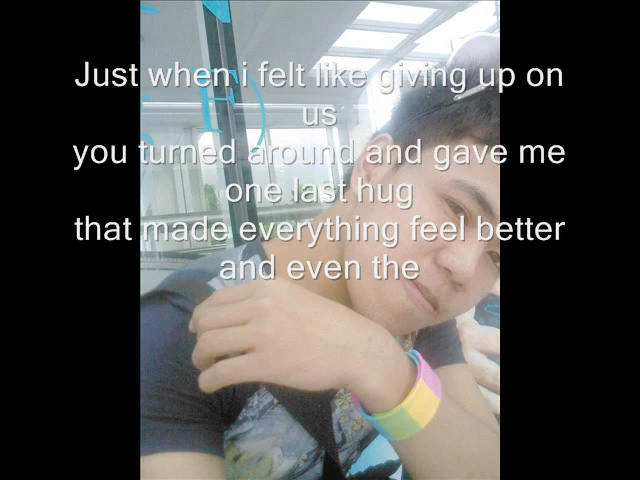 Just when i felt like giving up on
us
you turned around and gave me
one last hug
that made everything feel better
and even the